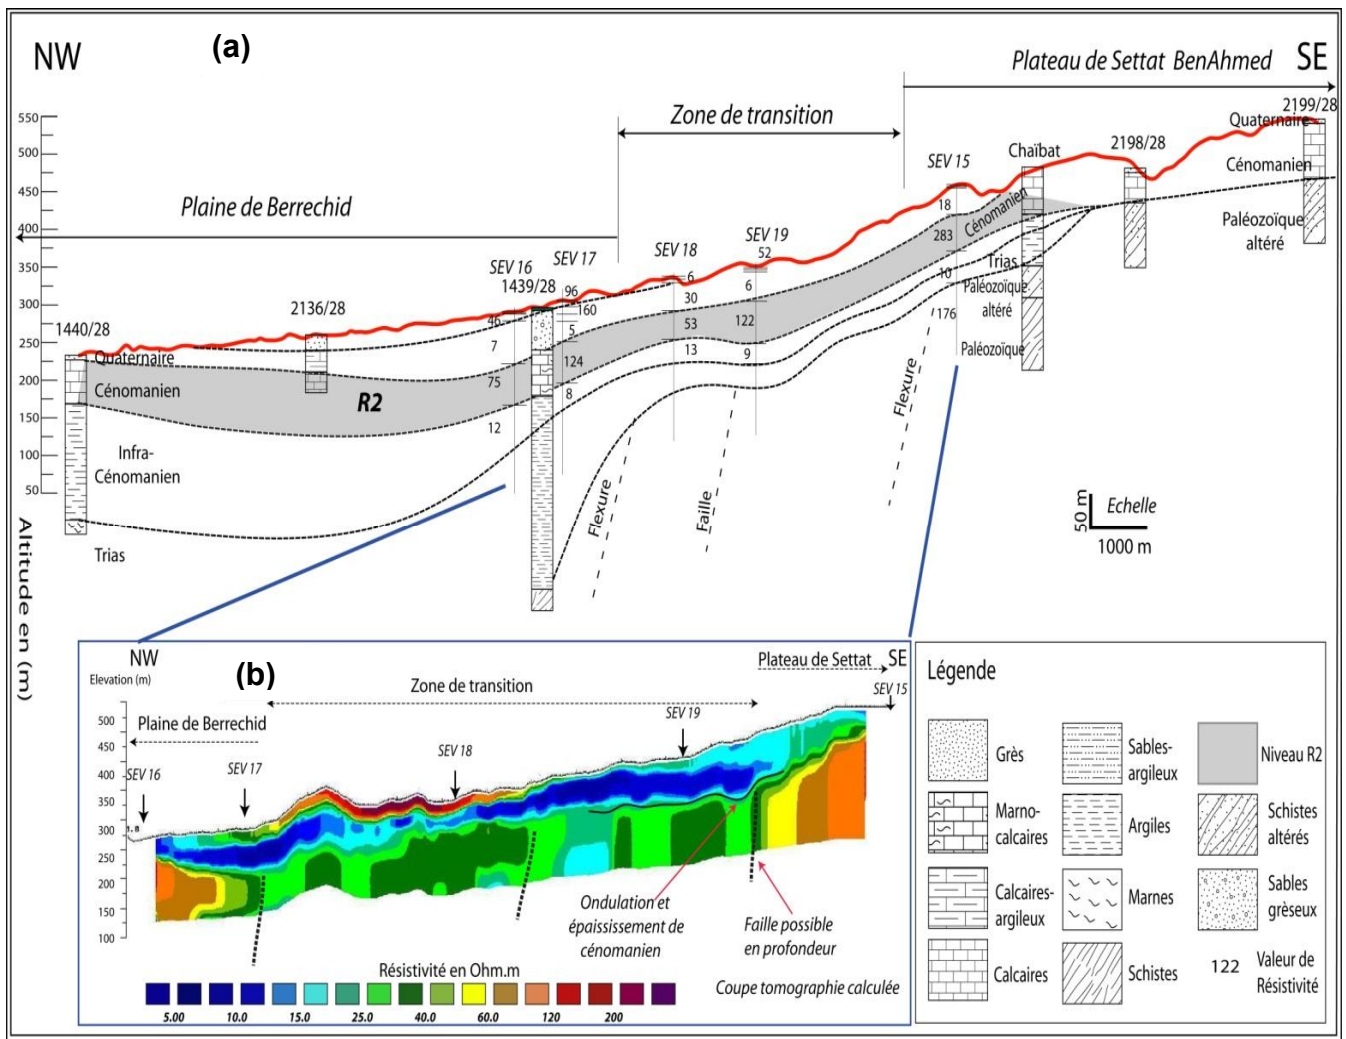 NW
(a)
Plateau de Settat BenAhmed
SE
Zone de transition
Plaine de Berrechid
550
500
450
400
350
300
250
200
150
100
50
Altitude en (m)
1440/28
2136/28
SEV 16
1439/28
SEV 17
SEV 18
SEV 19
SEV 15
Chaïbat
2198/28
2199/28
Quaternaire
Cénomanien
Infra-
Cénomanien
Trias
R2
46
7
75
12
96
160
5
124
8
6
30
53
13
52
6
122
9
18
283
10
176
Cénomanien
Trias
Paléozoïque
altéré
Paléozoïque
Quaternaire
Cénomanien
Paléozoïque
altéré
Flexure
Faille
Flexure
50 m
Echelle
1000 m
NW
(b)
Elevation (m)
Plateau de Settat
SE
Zone de transition
SEV 15
Plaine de Berrechid
SEV 16
SEV 17
SEV 18
SEV 19
500
450
400
350
300
250
200
150
100
1.8
Ondulation et
épaississement de
cénomanien
Faille possible
en profondeur
Résistivité en Ohm.m
Coupe tomographie calculée
5.00 10.0 15.0 25.0 40.0 60.0 120 200
Légende
Grès
Sables-
argileux
Niveau R2
Marno-
calcaires
Argiles
Schistes
altérés
Calcaires-
argileux
Marnes
Sables
grèseux
Calcaires
Schistes
122
Valeur de
Résistivité